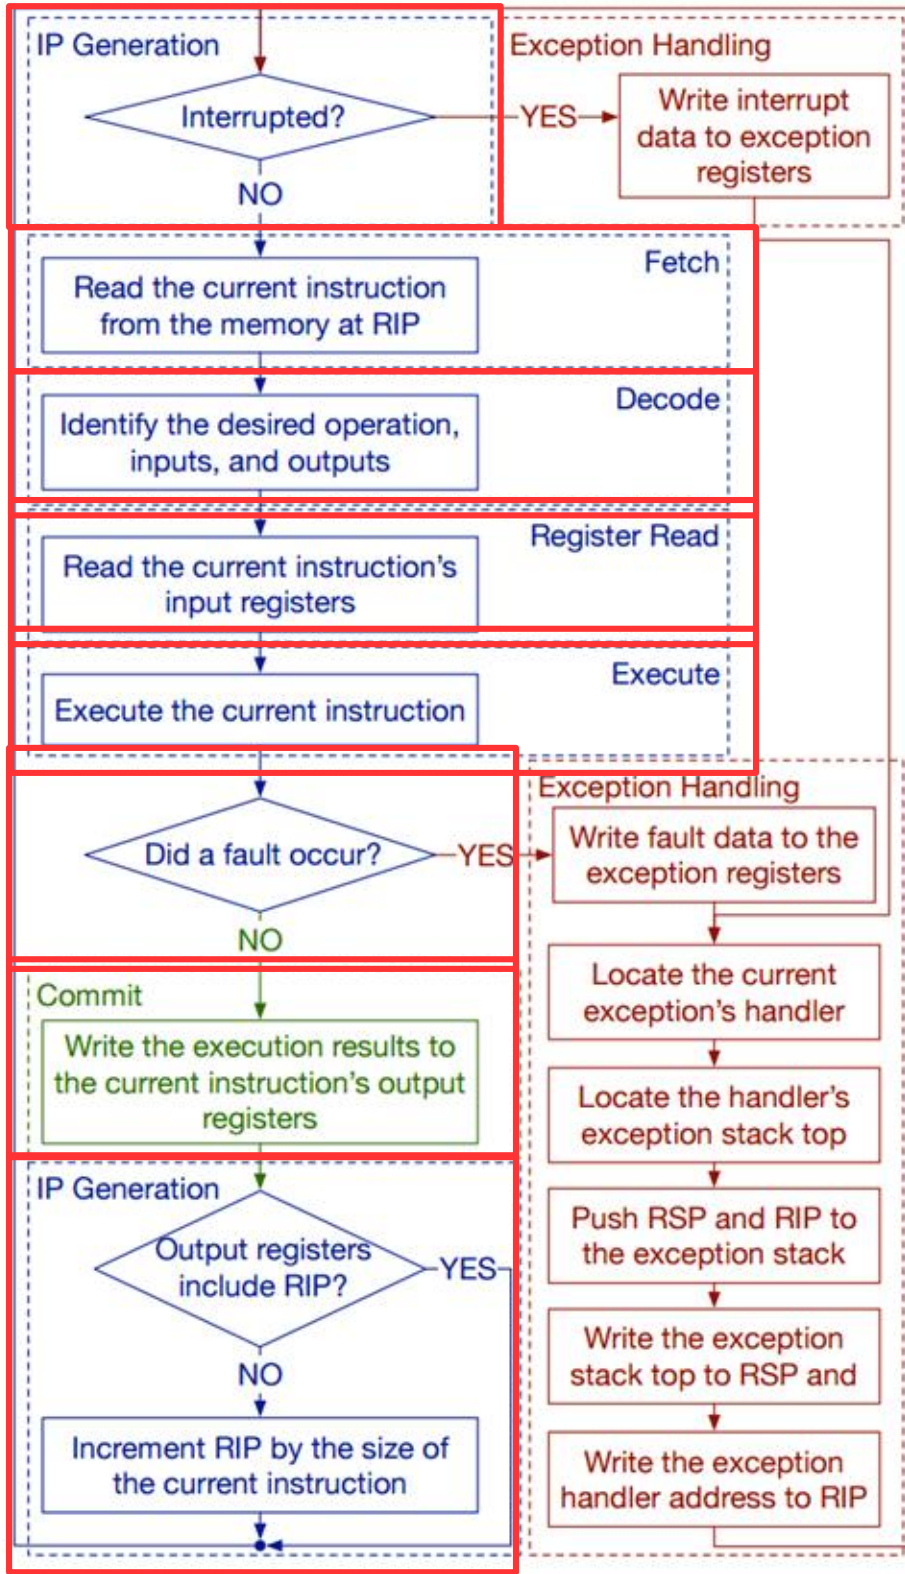 IP Generation
Exception Handling
Interrupted?
YES
Write interrupt
data to exception
registers
NO
Fetch
Read the current instruction
from the memory at RIP
Decode
Identify the desired operation,
inputs, and outputs
Register Read
Read the current instruction's
input registers
Execute
Execute the current instruction
Exception Handling
Did a fault occur?
YES
Write fault data to the
exception registers
NO
Locate the current
exception's handler
Commit
Write the execution results to
the current instruction's output
registers
Locate the handler's
exception stack top
IP Generation
Output registers
include RIP?
YES
Push RSP and RIP to
the exception stack
NO
Write the exception
stack top to RSP and
Increment RIP by the size of
the current instruction
Write the exception
handler address to RIP